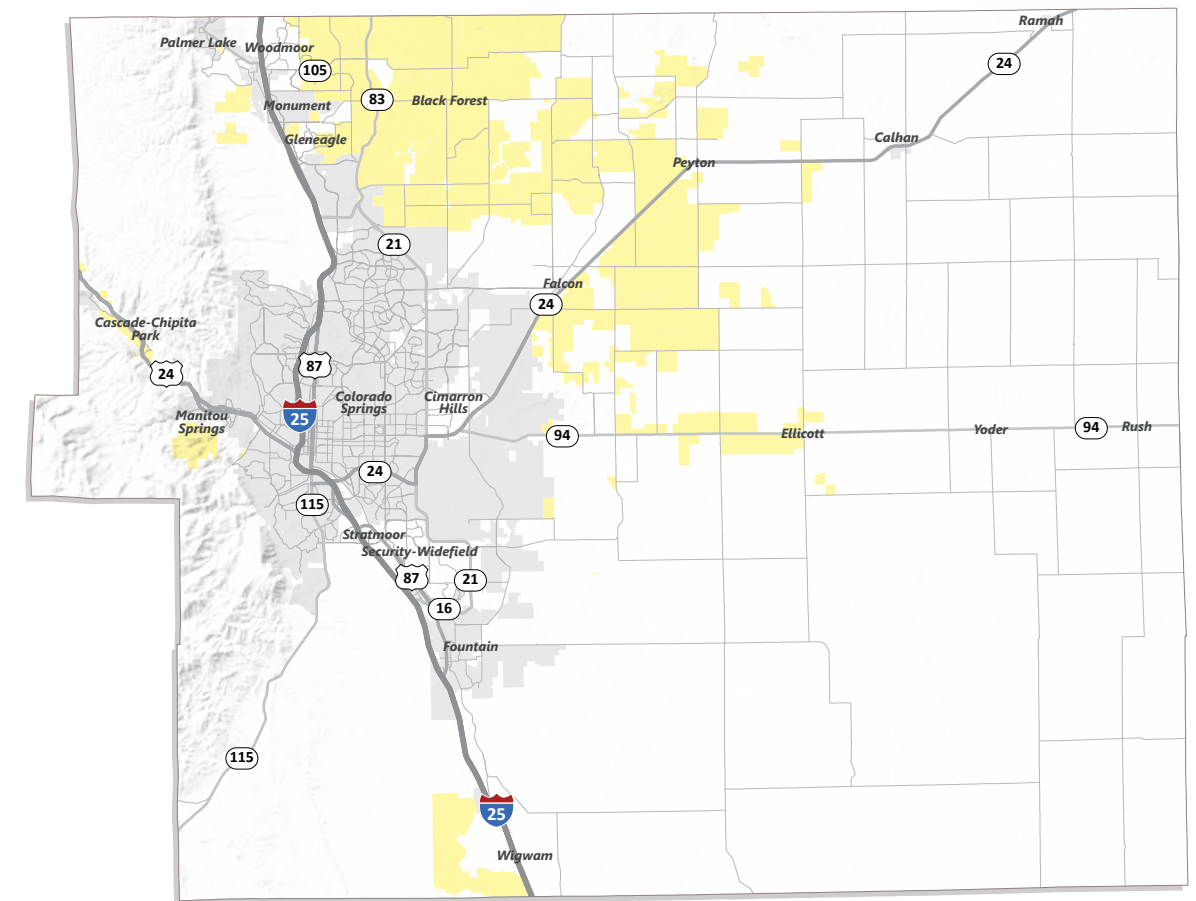 Ramah
Palmer Lake
Woodmoor
24
105
83
Black Forest
Monument
Gleneagle
Calhan
Peyton
21
Falcon
24
Cascade-Chipita
Park
87
24
Colorado
Springs
Cimarron
Hills
25
Manitou
Springs
94
Ellicott
Yoder
94
Rush
24
115
Stratmoor
Security-Widefield
87
21
16
Fountain
115
25
Wigwam